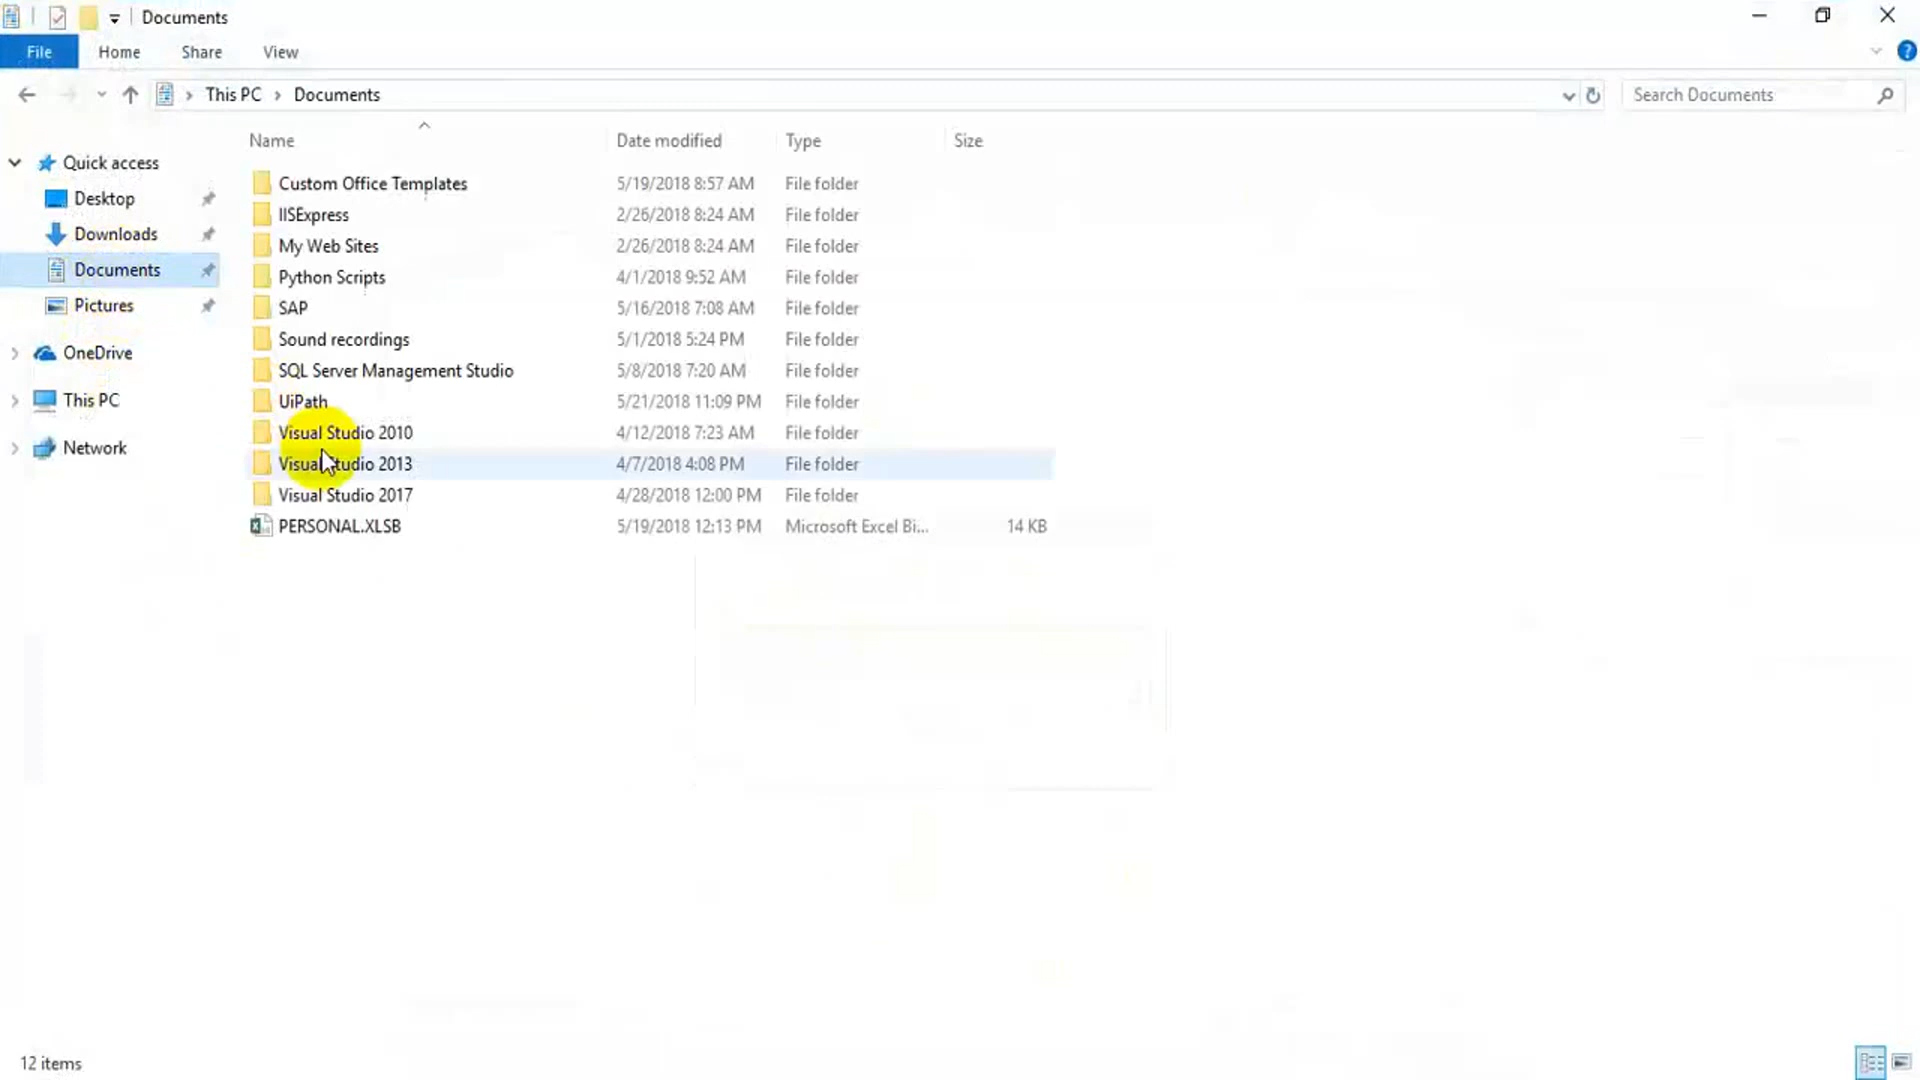 Documents
File Home Share View
This PC Documents Search Documents
Name Date modified Type Size
Quick access
Desktop
Downloads
Documents
Pictures
OneDrive
This PC
Network
Custom Office Templates 5/19/2018 8:57 AM File folder
IISExpress 2/26/2018 8:24 AM File folder
My Web Sites 2/26/2018 8:24 AM File folder
Python Scripts 4/1/2018 9:52 AM File folder
SAP 5/16/2018 7:08 AM File folder
Sound recordings 5/1/2018 5:24 PM File folder
SQL Server Management Studio 5/8/2018 7:20 AM File folder
UiPath 5/21/2018 11:09 PM File folder
Visual Studio 2010 4/12/2018 7:23 AM File folder
Visual Studio 2013 4/7/2018 4:08 PM File folder
Visual Studio 2017 4/28/2018 12:00 PM File folder
PERSONAL.XLSB 5/19/2018 12:13 PM Microsoft Excel Bi... 14 KB
12 items